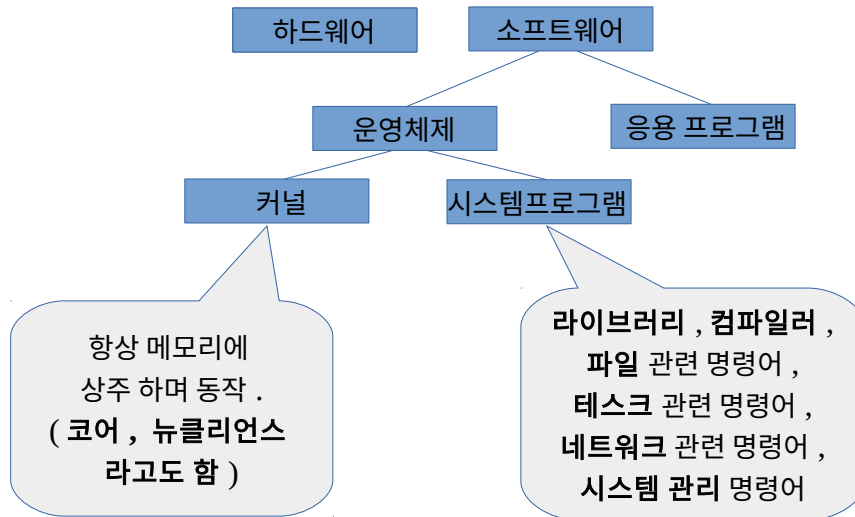 하드웨어
소프트웨어
운영체제
응용 프로그램
커널
시스템프로그램
항상 메모리에
상주 하며 동작 .
( 코어 , 뉴클리언스
라고도 함 )
라이브러리 , 컴파일러 ,
파일 관련 명령어 ,
테스크 관련 명령어 ,
네트워크 관련 명령어 ,
시스템 관리 명령어